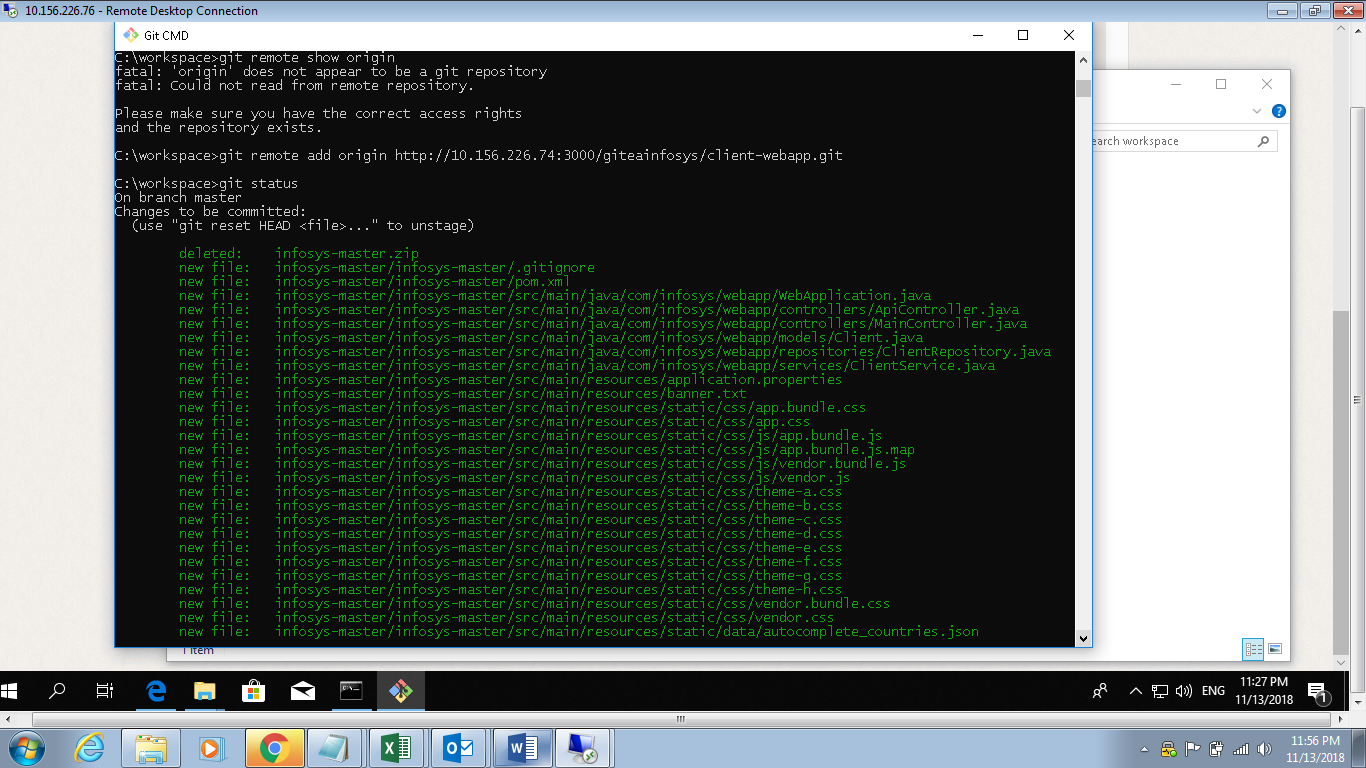 10.156.226.76 - Remote Desktop Connection
Git CMD
C:\workspace>git remote show origin
fatal: 'origin' does not appear to be a git repository
fatal: Could not read from remote repository.
Please make sure you have the correct access rights
and the repository exists.
C:\workspace>git remote add origin http://10.156.226.74:3000/giteainfosys/client-webapp.git
C:\workspace>git status
On branch master
Changes to be committed:
(use "git reset HEAD <file>..." to unstage)
deleted: infosys-master.zip
new file: infosys-master/infosys-master/.gitignore
new file: infosys-master/infosys-master/pom.xml
new file: infosys-master/infosys-master/src/main/java/com/infosys/webapp/WebApplication.java
new file: infosys-master/infosys-master/src/main/java/com/infosys/webapp/controllers/ApiController.java
new file: infosys-master/infosys-master/src/main/java/com/infosys/webapp/controllers/MainController.java
new file: infosys-master/infosys-master/src/main/java/com/infosys/webapp/models/Client.java
new file: infosys-master/infosys-master/src/main/java/com/infosys/webapp/repositories/ClientRepository.java
new file: infosys-master/infosys-master/src/main/java/com/infosys/webapp/services/ClientService.java
new file: infosys-master/infosys-master/src/main/resources/application.properties
new file: infosys-master/infosys-master/src/main/resources/banner.txt
new file: infosys-master/infosys-master/src/main/resources/static/css/app.bundle.css
new file: infosys-master/infosys-master/src/main/resources/static/css/app.css
new file: infosys-master/infosys-master/src/main/resources/static/css/js/app.bundle.js
new file: infosys-master/infosys-master/src/main/resources/static/css/js/app.bundle.js.map
new file: infosys-master/infosys-master/src/main/resources/static/css/js/vendor.bundle.js
new file: infosys-master/infosys-master/src/main/resources/static/css/js/vendor.js
new file: infosys-master/infosys-master/src/main/resources/static/css/theme-a.css
new file: infosys-master/infosys-master/src/main/resources/static/css/theme-b.css
new file: infosys-master/infosys-master/src/main/resources/static/css/theme-c.css
new file: infosys-master/infosys-master/src/main/resources/static/css/theme-d.css
new file: infosys-master/infosys-master/src/main/resources/static/css/theme-e.css
new file: infosys-master/infosys-master/src/main/resources/static/css/theme-f.css
new file: infosys-master/infosys-master/src/main/resources/static/css/theme-g.css
new file: infosys-master/infosys-master/src/main/resources/static/css/theme-h.css
new file: infosys-master/infosys-master/src/main/resources/static/css/vendor.bundle.css
new file: infosys-master/infosys-master/src/main/resources/static/css/vendor.css
new file: infosys-master/infosys-master/src/main/resources/static/data/autocomplete_countries.json
earch workspace
1 item
ENG
11:27 PM
11/13/2018
1
11:56 PM
11/13/2018